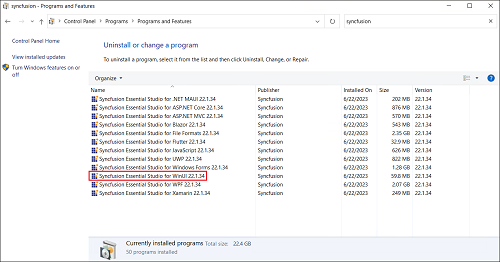 syncfusion - Programs and Features
Control Panel > Programs > Programs and Features
syncfusion
Control Panel Home
View installed updates
Turn Windows features on or off
Uninstall or change a program
To uninstall a program, select it from the list and then click Uninstall, Change, or Repair.
Organize
Name Publisher Installed On Size Version
Syncfusion Essential Studio for .NET MAUI 22.1.34 Syncfusion 6/22/2023 202 MB 22.1.34
Syncfusion Essential Studio for ASP.NET Core 22.1.34 Syncfusion 6/22/2023 876 MB 22.1.34
Syncfusion Essential Studio for ASP.NET MVC 22.1.34 Syncfusion 6/22/2023 570 MB 22.1.34
Syncfusion Essential Studio for Blazor 22.1.34 Syncfusion 6/22/2023 543 MB 22.1.34
Syncfusion Essential Studio for File Formats 22.1.34 Syncfusion 6/22/2023 2.35 GB 22.1.34
Syncfusion Essential Studio for Flutter 22.1.34 Syncfusion 6/22/2023 32.9 MB 22.1.34
Syncfusion Essential Studio for JavaScript 22.1.34 Syncfusion 6/22/2023 626 MB 22.1.34
Syncfusion Essential Studio for UWP 22.1.34 Syncfusion 6/22/2023 822 MB 22.1.34
Syncfusion Essential Studio for Windows Forms 22.1.34 Syncfusion 6/22/2023 1.28 GB 22.1.34
Syncfusion Essential Studio for WinUI 22.1.34 Syncfusion 6/22/2023 59.8 MB 22.1.34
Syncfusion Essential Studio for WPF 22.1.34 Syncfusion 6/22/2023 2.07 GB 22.1.34
Syncfusion Essential Studio for Xamarin 22.1.34 Syncfusion 6/22/2023 249 MB 22.1.34
Currently installed programs Total size: 22.4 GB
50 programs installed